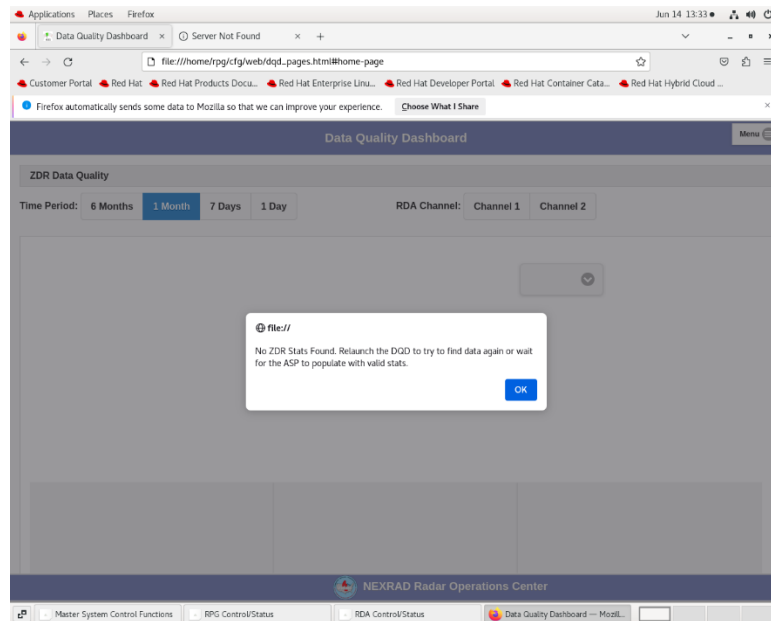 Applications Places Firefox Jun 14 13:33
Data Quality Dashboard × Server Not Found × +
file:///home/rpg/cfg/web/dqd_pages.html#home-page
Customer Portal Red Hat Red Hat Products Docu... Red Hat Enterprise Linu... Red Hat Developer Portal Red Hat Container Cata... Red Hat Hybrid Cloud ...
Firefox automatically sends some data to Mozilla so that we can improve your experience. Choose What I Share ×
Data Quality Dashboard Menu
ZDR Data Quality
Time Period: 6 Months 1 Month 7 Days 1 Day RDA Channel: Channel 1 Channel 2
file://
No ZDR Stats Found. Relaunch the DQD to try to find data again or wait
for the ASP to populate with valid stats.
OK
NEXRAD Radar Operations Center
Master System Control Functions RPG Control/Status RDA Control/Status Data Quality Dashboard — Mozill...